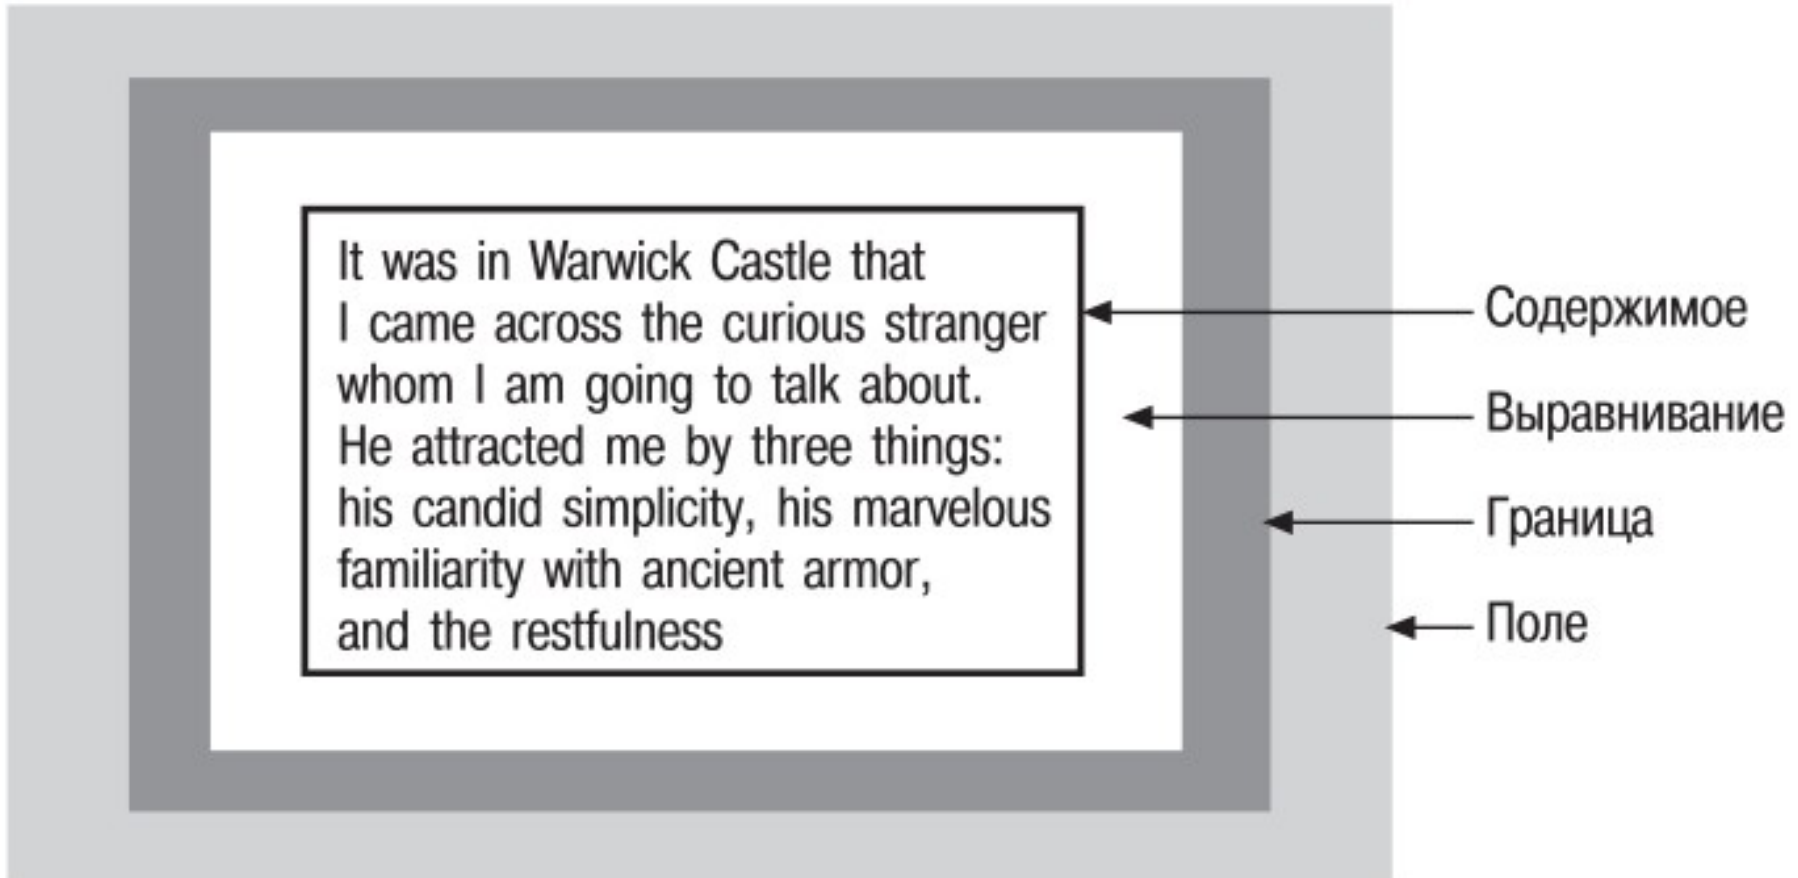 It was in Warwick Castle that
I came across the curious stranger
whom I am going to talk about.
He attracted me by three things:
his candid simplicity, his marvelous
familiarity with ancient armor,
and the restfulness
Содержимое
Выравнивание
Граница
Поле